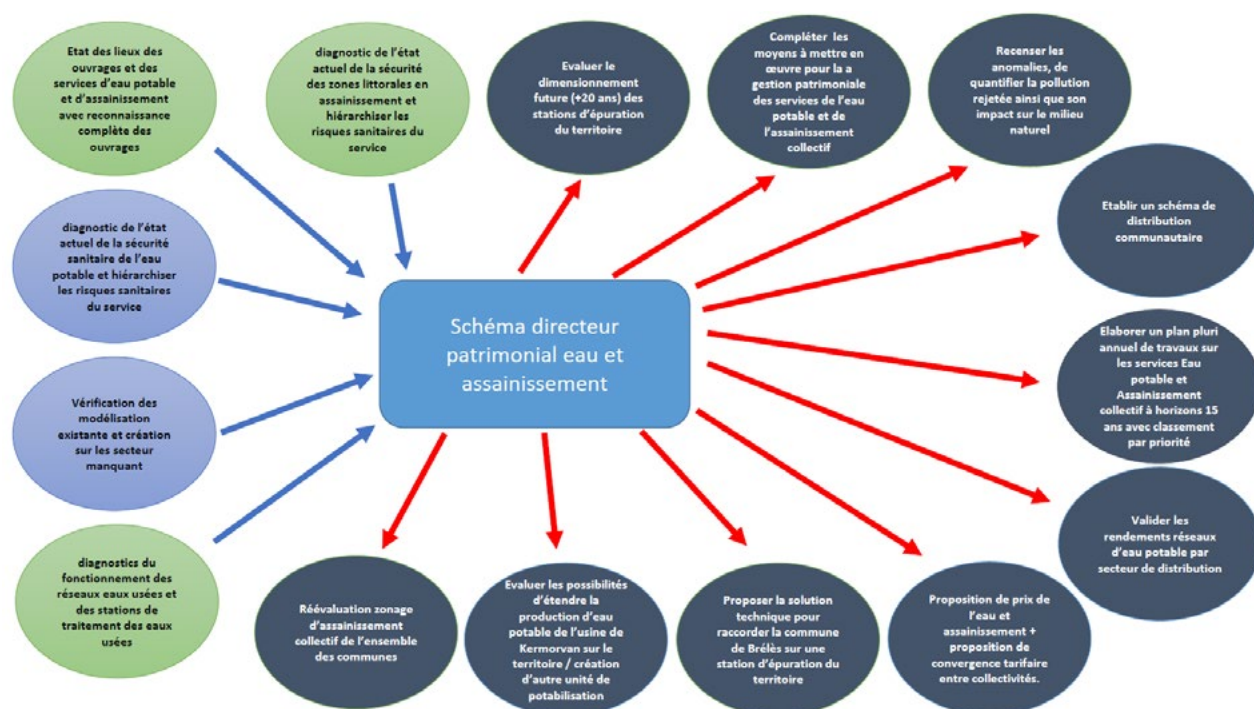 Etat des lieux des
ouvrages et des
services d'eau potable
et d'assainissement
avec reconnaissance
complète des
ouvrages
diagnostic de l'état
actuel de la sécurité
des zones littorales en
assainissement et
hiérarchiser les
risques sanitaires du
service
Evaluer le
dimensionnement
future (+20 ans) des
stations d'épuration
du territoire
Compléter les
moyens à mettre en
œuvre pour la a
gestion patrimoniale
des services de l'eau
potable et de
l'assainissement
collectif
Recenser les
anomalies, de
quantifier la pollution
rejetée ainsi que son
impact sur le milieu
naturel
Etablir un schéma de
distribution
communautaire
diagnostic de l'état
actuel de la sécurité
sanitaire de l'eau
potable et hiérarchiser
les risques sanitaires
du service
Schéma directeur
patrimonial eau et
assainissement
Elaborer un plan pluri
annuel de travaux sur
les services Eau
potable et
Assainissement
collectif à horizons 15
ans avec classement
par priorité
Vérification des
modélisation
existante et création
sur les secteur
manquant
Valider les
rendements réseaux
d'eau potable par
secteur de distribution
diagnostics du
fonctionnement des
réseaux eaux usées et
des stations de
traitement des eaux
usées
Réévaluation zonage
d'assainissement
collectif de l'ensemble
des communes
Evaluer les possibilités
d'étendre la
production d'eau
potable de l'usine de
Kermorvan sur le
territoire / création
d'autre unité de
potabilisation
Proposer la solution
technique pour
raccorder la commune
de Brélès sur une
station d'épuration du
territoire
Proposition de prix de
l'eau et
assainissement +
proposition de
convergence tarifaire
entre collectivités.